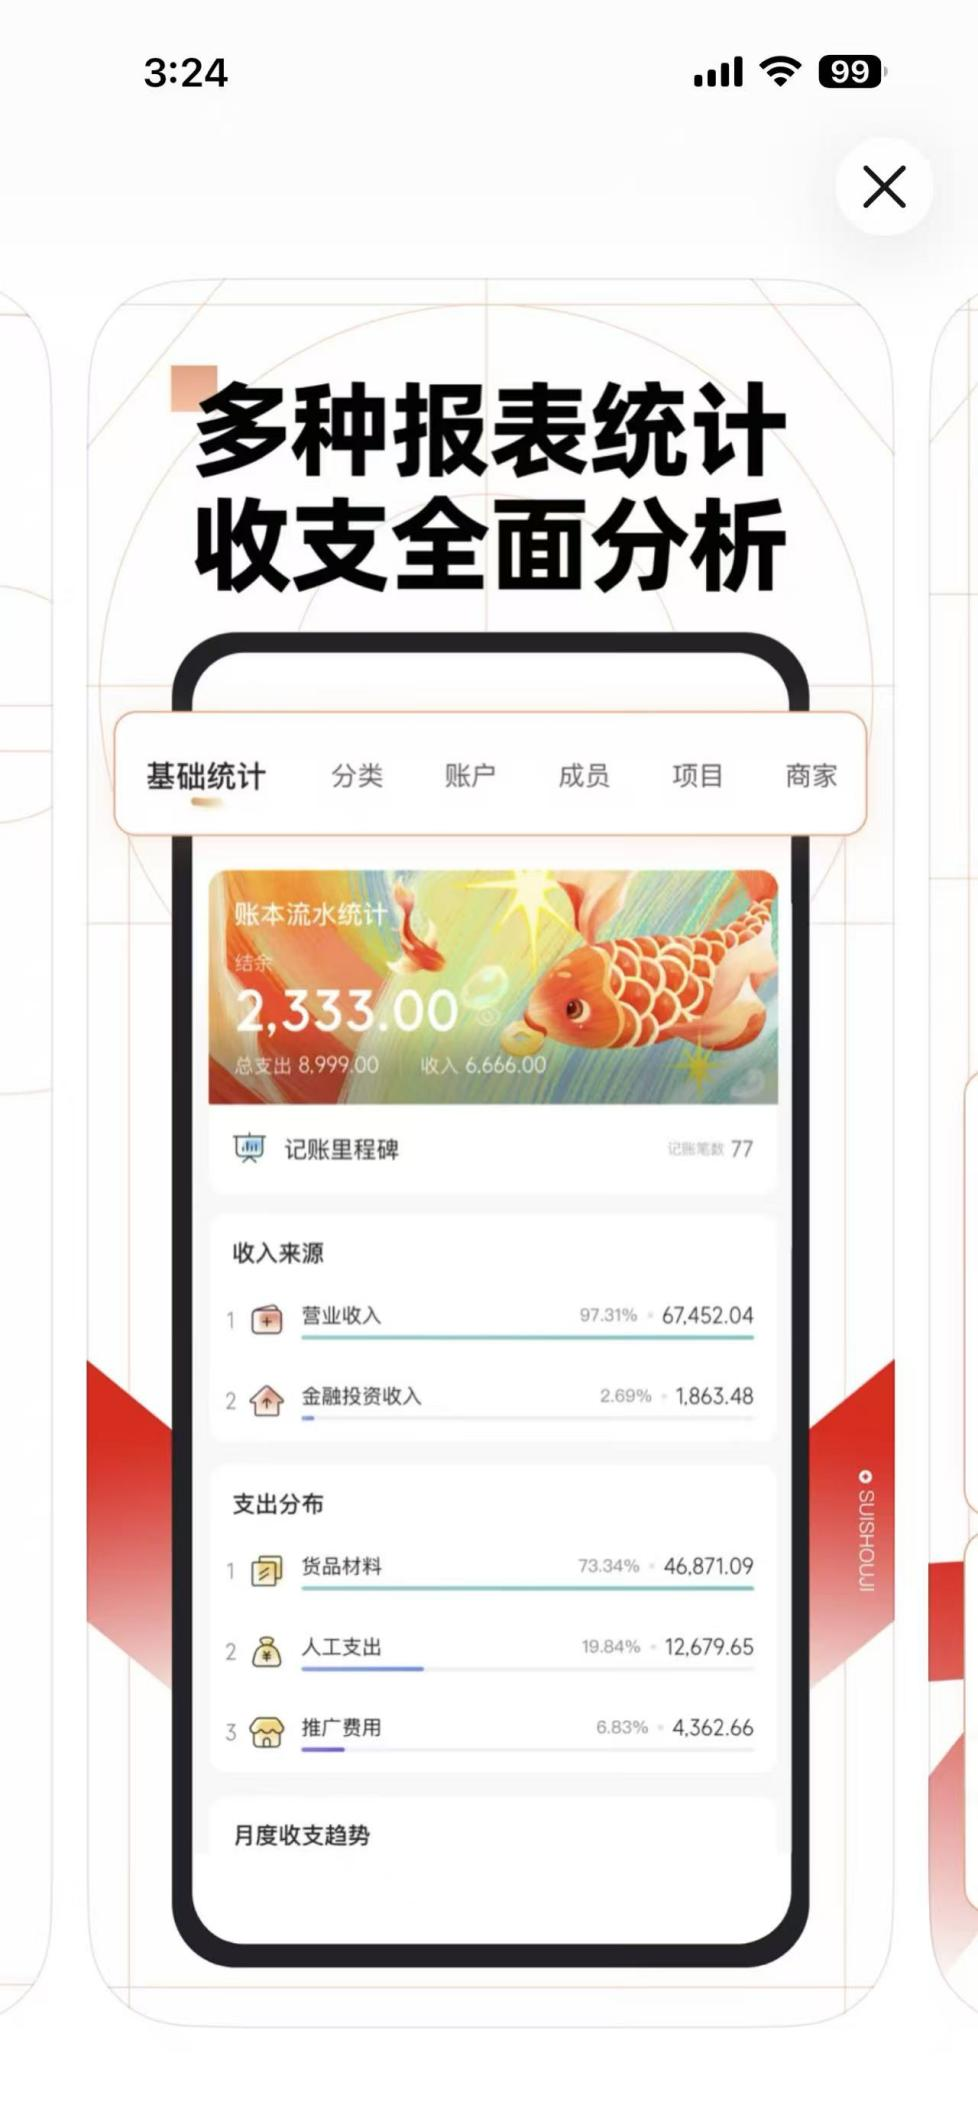 3:24
99
多种报表统计
收支全面分析
基础统计 分类 账户 成员 项目 商家
账本流水统计
结余
2,333.00
总支出 8,999.00 收入 6,666.00
记账里程碑 记账笔数 77
收入来源
1 营业收入 97.31% 67,452.04
2 金融投资收入 2.69% 1,863.48
支出分布
1 货品材料 73.34% 46,871.09
2 人工支出 19.84% 12,679.65
3 推广费用 6.83% 4,362.66
月度收支趋势
SUISHOUJI